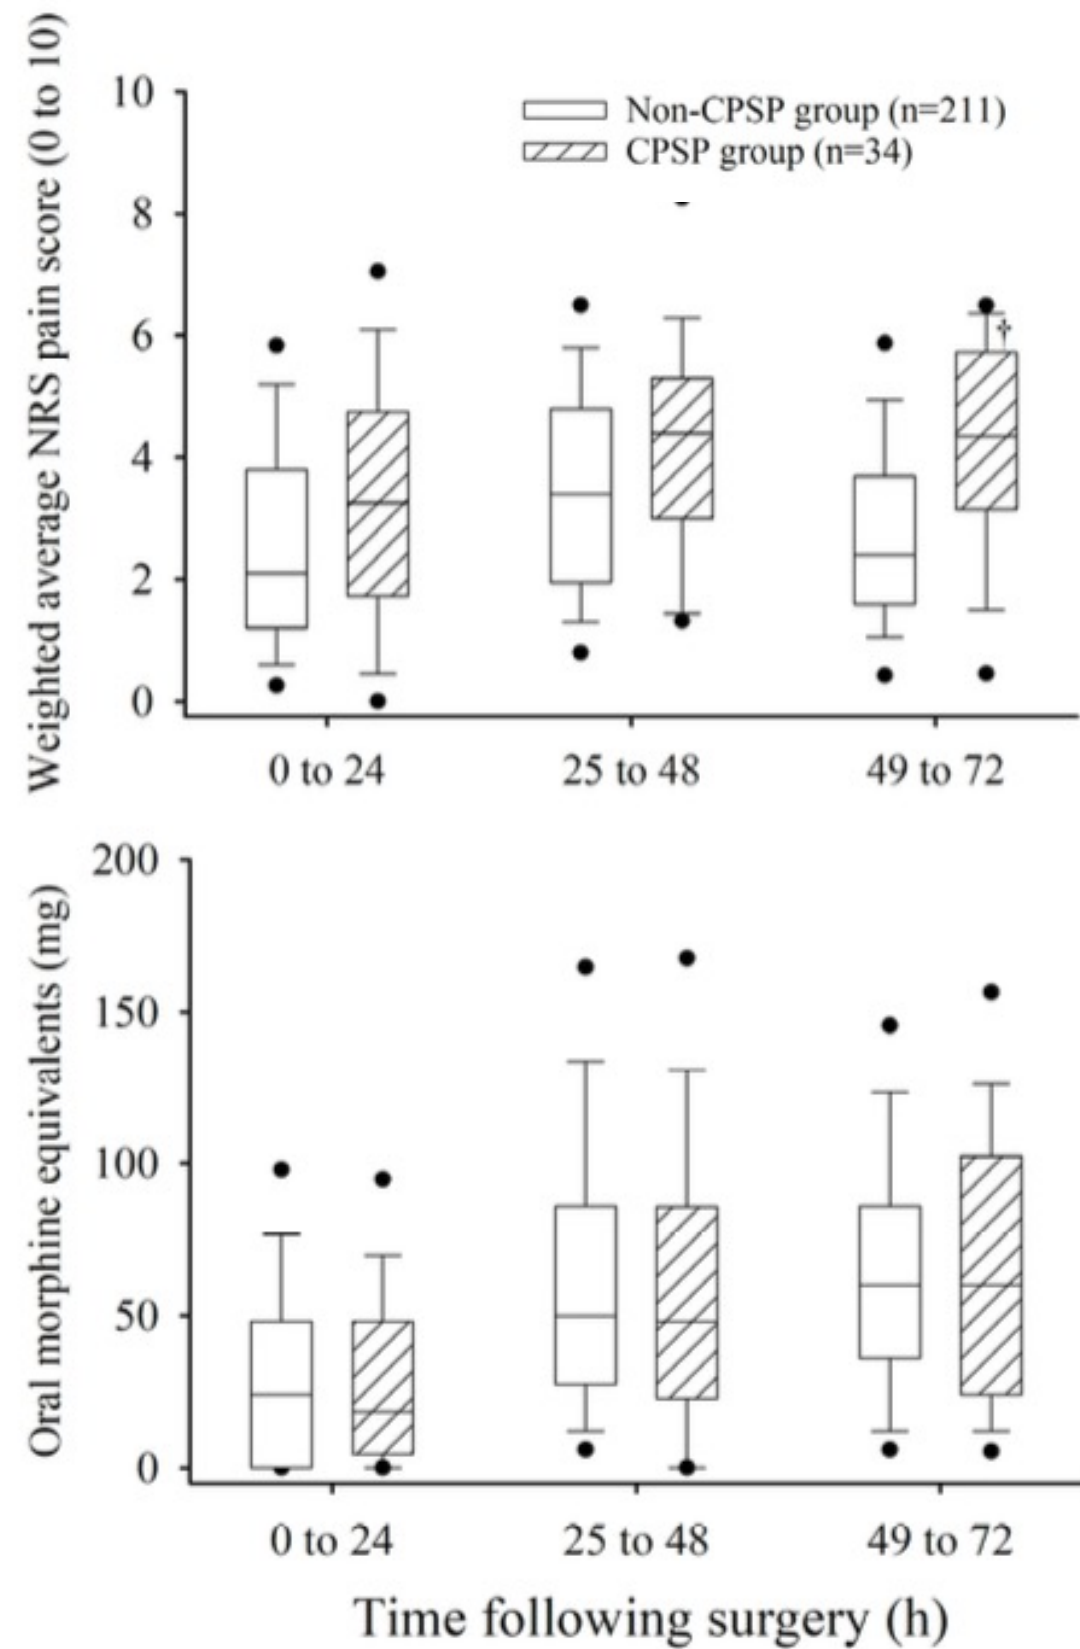 Weighted average NRS pain score (0 to 10)
10
8
6
4
2
0
Non-CPSP group (n=211)
CPSP group (n=34)
†
0 to 24
25 to 48
49 to 72
Oral morphine equivalents (mg)
200
150
100
50
0
0 to 24
25 to 48
49 to 72
Time following surgery (h)